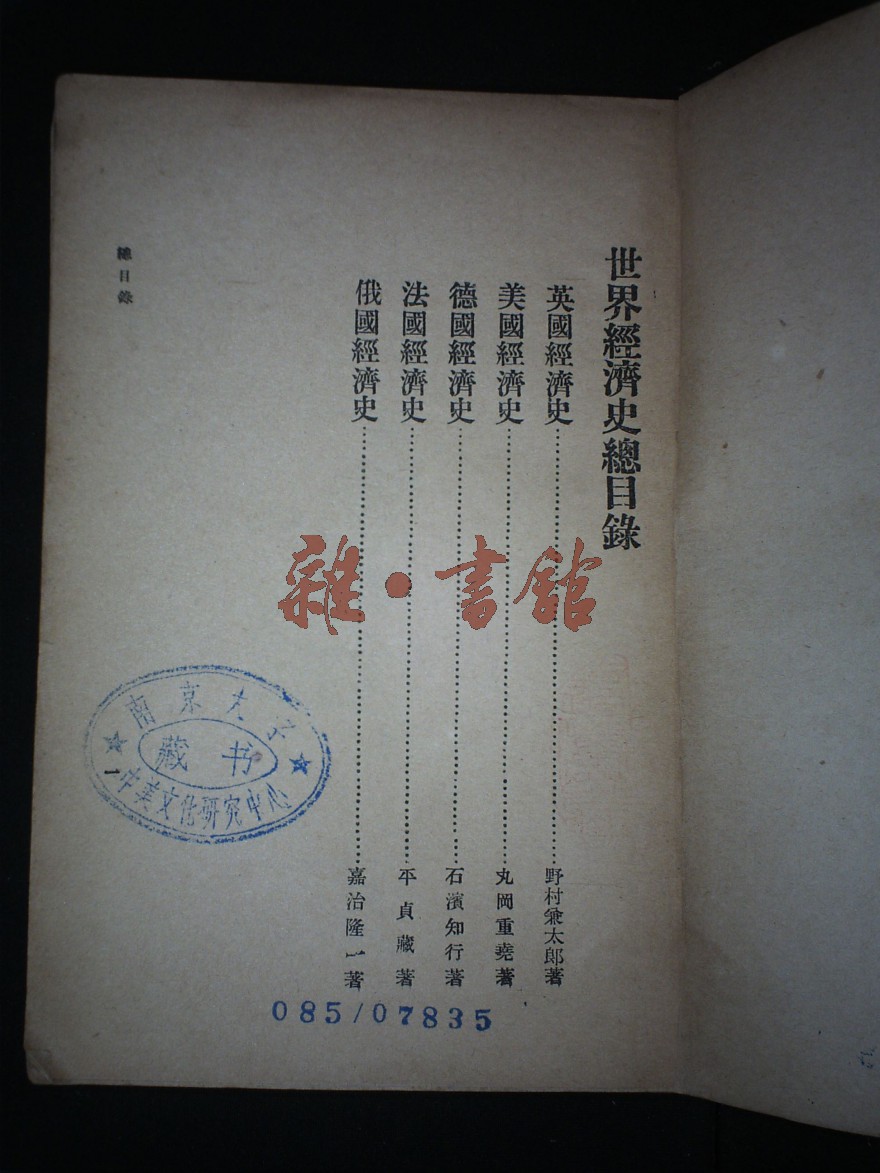 世界經濟史總目錄
英國經濟史……野村兼太郎著
美國經濟史……丸岡重堯著
德國經濟史……石濱知行著
法國經濟史……平貞藏著
俄國經濟史……嘉治隆一著
總目錄
一
雜·書館
南京大学
藏书
中美文化研究中心
085/07835